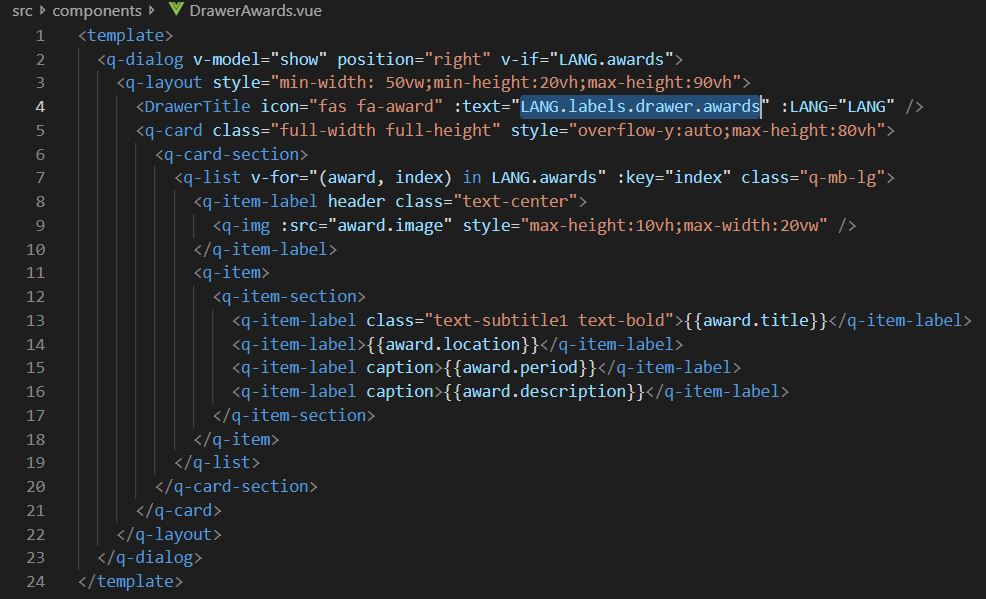 src components DrawerAwards.vue
1 <template>
2 <q-dialog v-model="show" position="right" v-if="LANG.awards">
3 <q-layout style="min-width: 50vw;min-height:20vh;max-height:90vh">
4 <DrawerTitle icon="fas fa-award" :text="LANG.labels.drawer.awards" :LANG="LANG" />
5 <q-card class="full-width full-height" style="overflow-y:auto;max-height:80vh">
6 <q-card-section>
7 <q-list v-for="(award, index) in LANG.awards" :key="index" class="q-mb-lg">
8 <q-item-label header class="text-center">
9 <q-img :src="award.image" style="max-height:10vh;max-width:20vw" />
10 </q-item-label>
11 <q-item>
12 <q-item-section>
13 <q-item-label class="text-subtitle1 text-bold">{{award.title}}</q-item-label>
14 <q-item-label>{{award.location}}</q-item-label>
15 <q-item-label caption>{{award.period}}</q-item-label>
16 <q-item-label caption>{{award.description}}</q-item-label>
17 </q-item-section>
18 </q-item>
19 </q-list>
20 </q-card-section>
21 </q-card>
22 </q-layout>
23 </q-dialog>
24 </template>